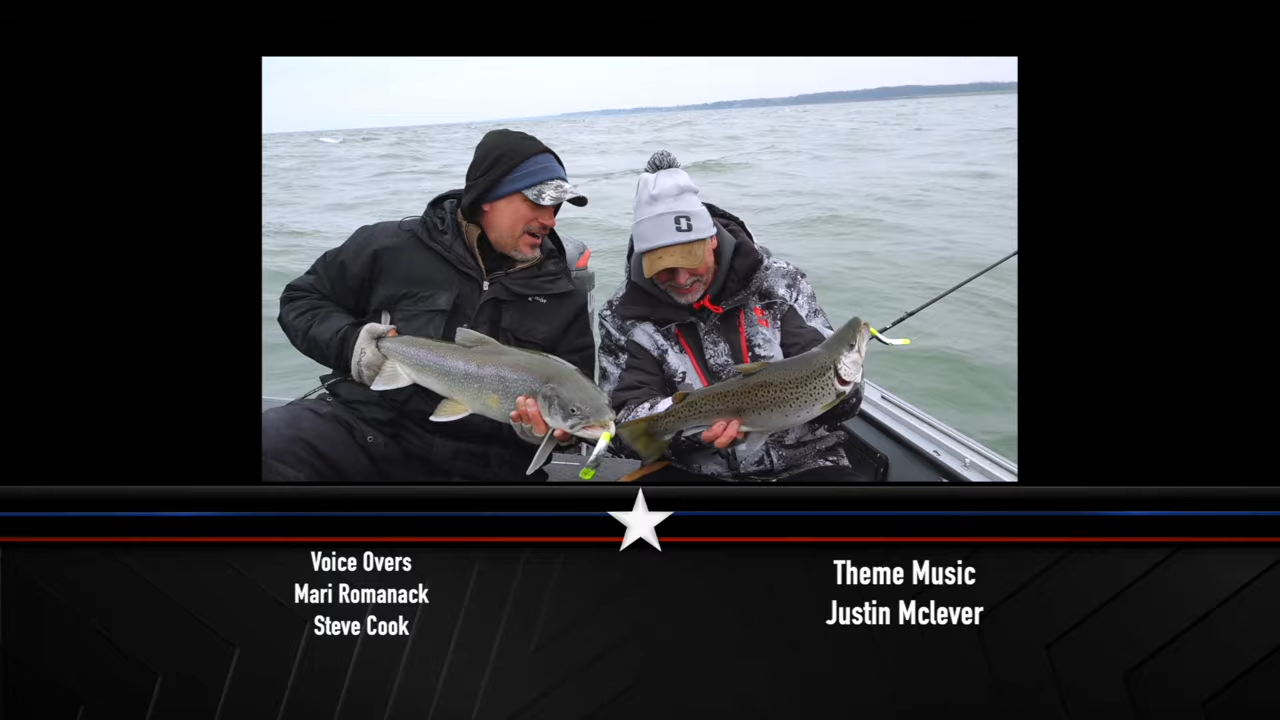 Voice Overs
Mari Romanack
Steve Cook
Theme Music
Justin Mclever